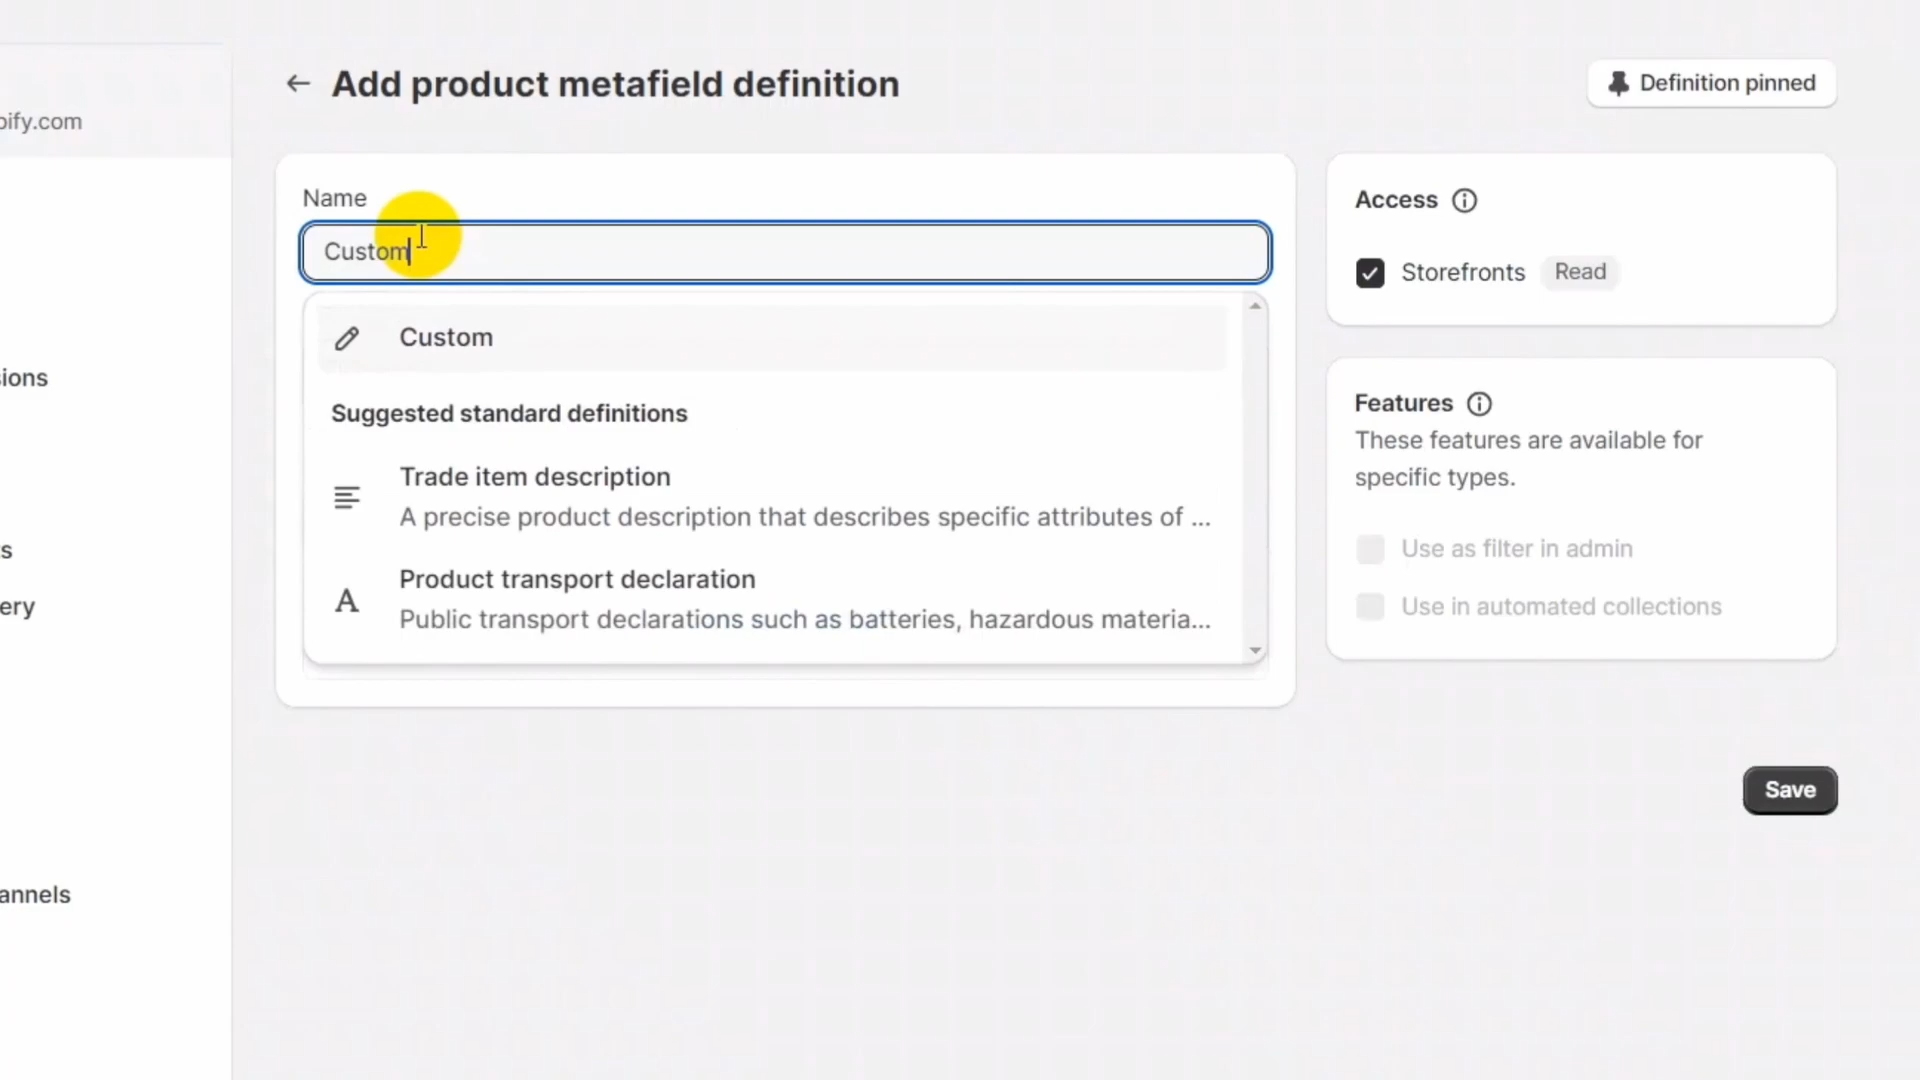 Add product metafield definition
Definition pinned
ify.com
Name
Custom
Custom
Suggested standard definitions
Trade item description
A precise product description that describes specific attributes of ...
A
Product transport declaration
Public transport declarations such as batteries, hazardous materia...
Access
Storefronts Read
Features
These features are available for
specific types.
Use as filter in admin
Use in automated collections
Save
ions
s
ery
annels